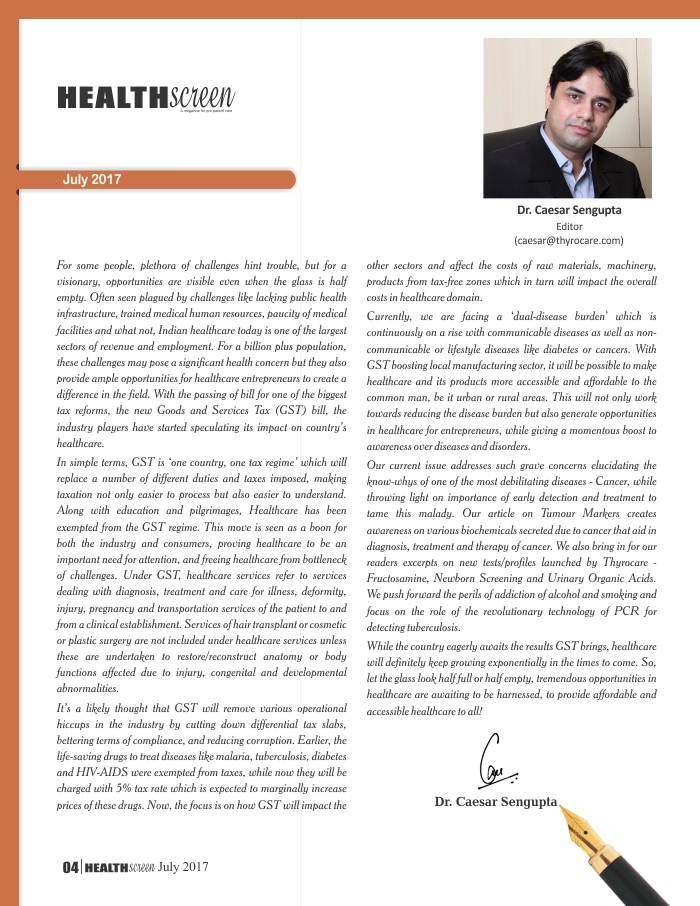 HEALTHscreen
A magazine for pre-patient care
July 2017
Dr. Caesar Sengupta
Editor
(caesar@thyrocare.com)
For some people, plethora of challenges hint trouble, but for a
visionary, opportunities are visible even when the glass is half
empty. Often seen plagued by challenges like lacking public health
infrastructure, trained medical human resources, paucity of medical
facilities and what not, Indian healthcare today is one of the largest
sectors of revenue and employment. For a billion plus population,
these challenges may pose a significant health concern but they also
provide ample opportunities for healthcare entrepreneurs to create a
difference in the field. With the passing of bill for one of the biggest
tax reforms, the new Goods and Services Tax (GST) bill, the
industry players have started speculating its impact on country's
healthcare.
In simple terms, GST is 'one country, one tax regime' which will
replace a number of different duties and taxes imposed, making
taxation not only easier to process but also easier to understand.
Along with education and pilgrimages, Healthcare has been
exempted from the GST regime. This move is seen as a boon for
both the industry and consumers, proving healthcare to be an
important need for attention, and freeing healthcare from bottleneck
of challenges. Under GST, healthcare services refer to services
dealing with diagnosis, treatment and care for illness, deformity,
injury, pregnancy and transportation services of the patient to and
from a clinical establishment. Services of hair transplant or cosmetic
or plastic surgery are not included under healthcare services unless
these are undertaken to restore/reconstruct anatomy or body
functions affected due to injury, congenital and developmental
abnormalities.
It's a likely thought that GST will remove various operational
hiccups in the industry by cutting down differential tax slabs,
bettering terms of compliance, and reducing corruption. Earlier, the
life-saving drugs to treat diseases like malaria, tuberculosis, diabetes
and HIV-AIDS were exempted from taxes, while now they will be
charged with 5% tax rate which is expected to marginally increase
prices of these drugs. Now, the focus is on how GST will impact the
other sectors and affect the costs of raw materials, machinery,
products from tax-free zones which in turn will impact the overall
costs in healthcare domain.
Currently, we are facing a 'dual-disease burden' which is
continuously on a rise with communicable diseases as well as non-
communicable or lifestyle diseases like diabetes or cancers. With
GST boosting local manufacturing sector, it will be possible to make
healthcare and its products more accessible and affordable to the
common man, be it urban or rural areas. This will not only work
towards reducing the disease burden but also generate opportunities
in healthcare for entrepreneurs, while giving a momentous boost to
awareness over diseases and disorders.
Our current issue addresses such grave concerns elucidating the
know-whys of one of the most debilitating diseases - Cancer, while
throwing light on importance of early detection and treatment to
tame this malady. Our article on Tumour Markers creates
awareness on various biochemicals secreted due to cancer that aid in
diagnosis, treatment and therapy of cancer. We also bring in for our
readers excerpts on new tests/profiles launched by Thyrocare -
Fructosamine, Newborn Screening and Urinary Organic Acids.
We push forward the perils of addiction of alcohol and smoking and
focus on the role of the revolutionary technology of PCR for
detecting tuberculosis.
While the country eagerly awaits the results GST brings, healthcare
will definitely keep growing exponentially in the times to come. So,
let the glass look half full or half empty, tremendous opportunities in
healthcare are awaiting to be harnessed, to provide affordable and
accessible healthcare to all!
Dr. Caesar Sengupta
04 HEALTHscreen July 2017